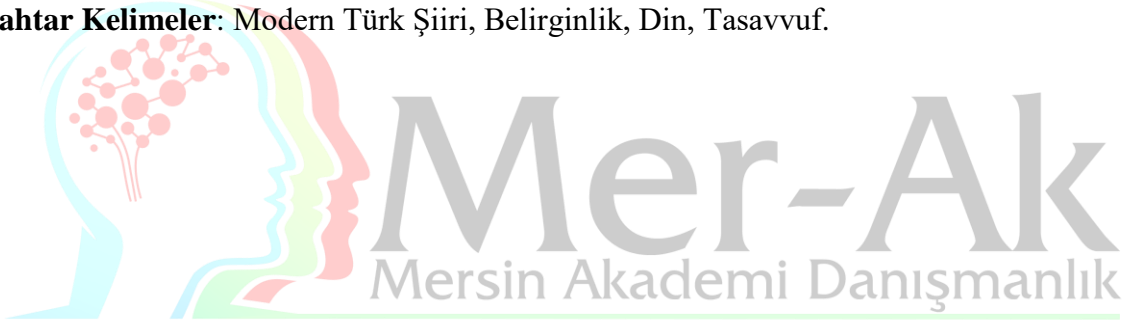 ahtar Kelimeler: Modern Türk Şiiri, Belirginlik, Din, Tasavvuf.
Mer-Ak
Mersin Akademi Danışmanlık